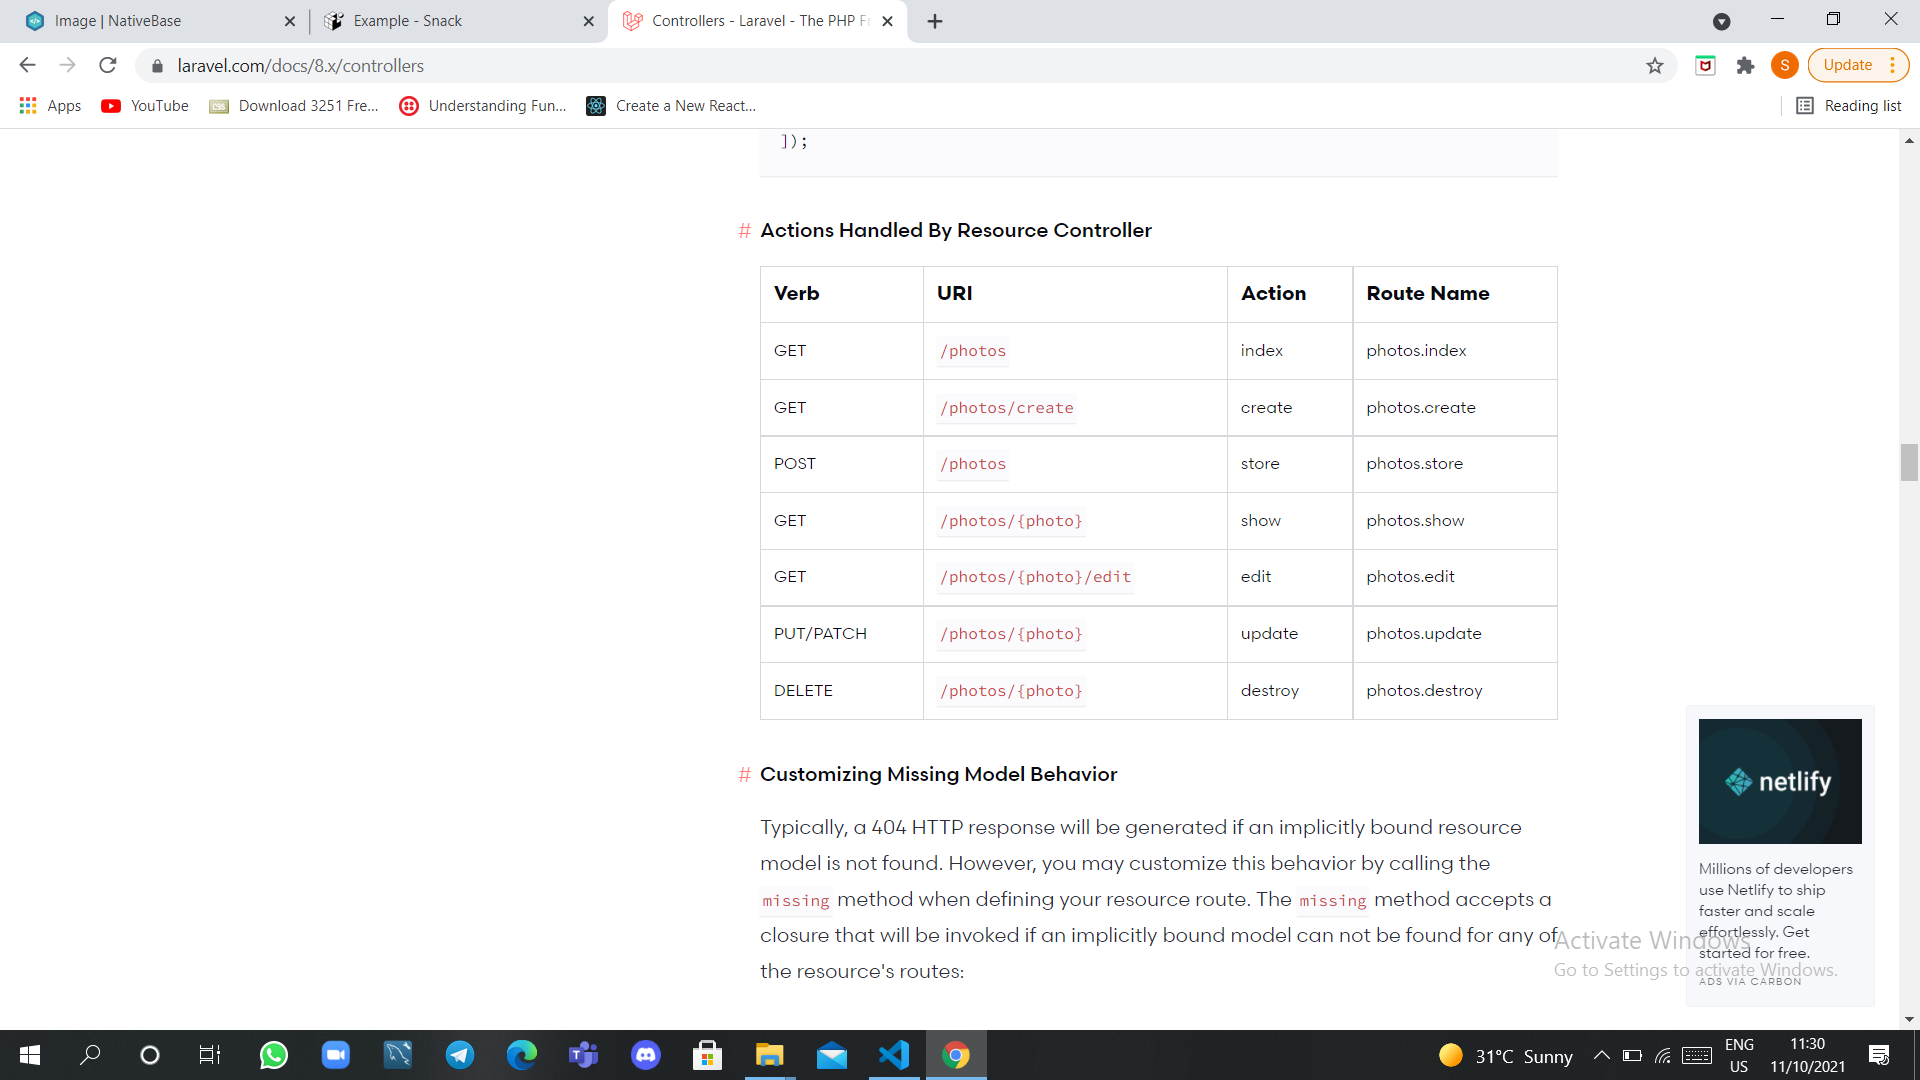 Image | NativeBase
Example - Snack
Controllers - Laravel - The PHP Fr
laravel.com/docs/8.x/controllers
S
Update
Apps
YouTube
Download 3251 Fre...
Understanding Fun...
Create a New React...
Reading list
]);
# Actions Handled By Resource Controller
Verb URI Action Route Name
GET /photos index photos.index
GET /photos/create create photos.create
POST /photos store photos.store
GET /photos/{photo} show photos.show
GET /photos/{photo}/edit edit photos.edit
PUT/PATCH /photos/{photo} update photos.update
DELETE /photos/{photo} destroy photos.destroy
# Customizing Missing Model Behavior
Typically, a 404 HTTP response will be generated if an implicitly bound resource
model is not found. However, you may customize this behavior by calling the
missing method when defining your resource route. The missing method accepts a
closure that will be invoked if an implicitly bound model can not be found for any of
the resource's routes:
netlify
Millions of developers
use Netlify to ship
faster and scale
effortlessly. Get
started for free.
ADS VIA CARBON
Activate Windows
Go to Settings to activate Windows.
31°C Sunny
ENG
US
11:30
11/10/2021